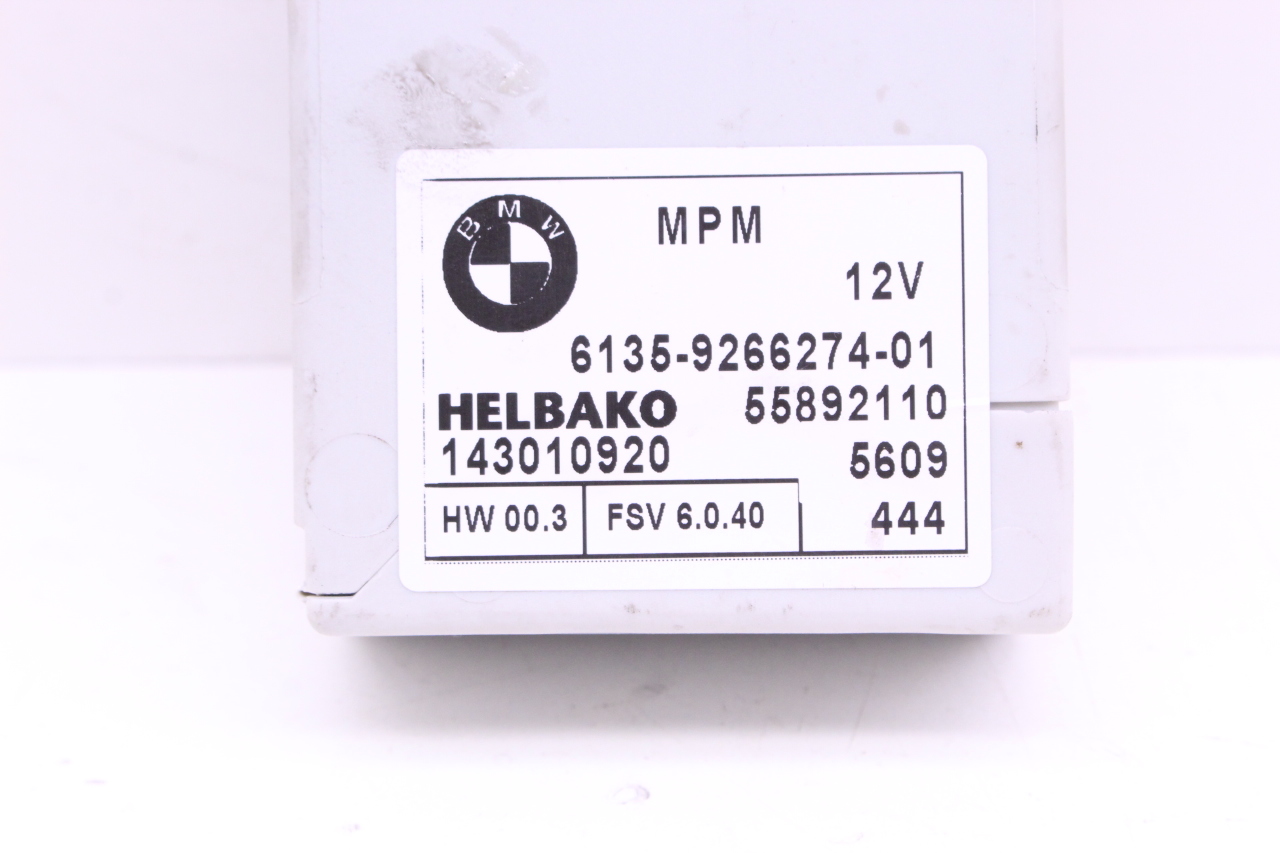 BMW
MPM
12V
6135-9266274-01
HELBAKO 55892110
143010920 5609
HW 00.3 FSV 6.0.40 444